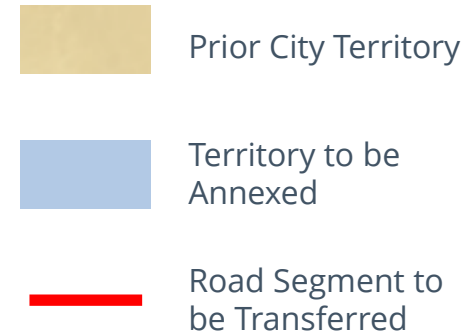 Prior City Territory
Territory to be
Annexed
Road Segment to
be Transferred